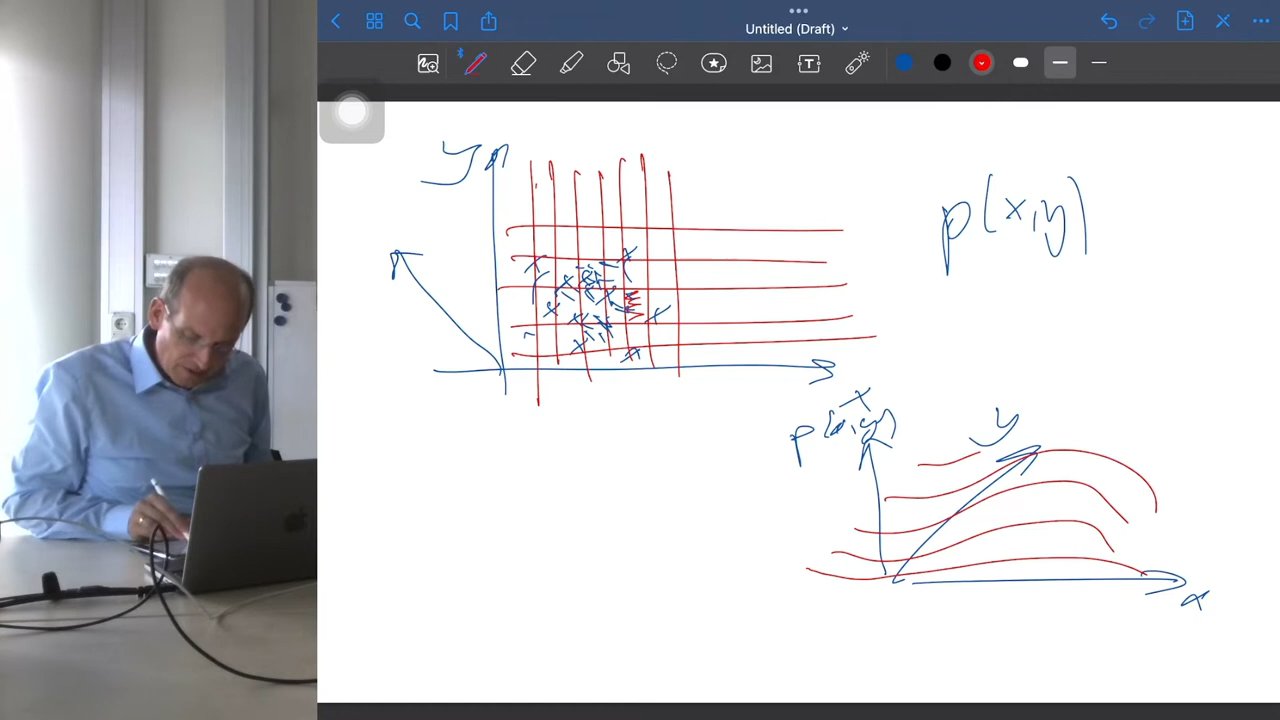 Untitled (Draft)
y
p(x,y)
x
p(x,y)
y
x